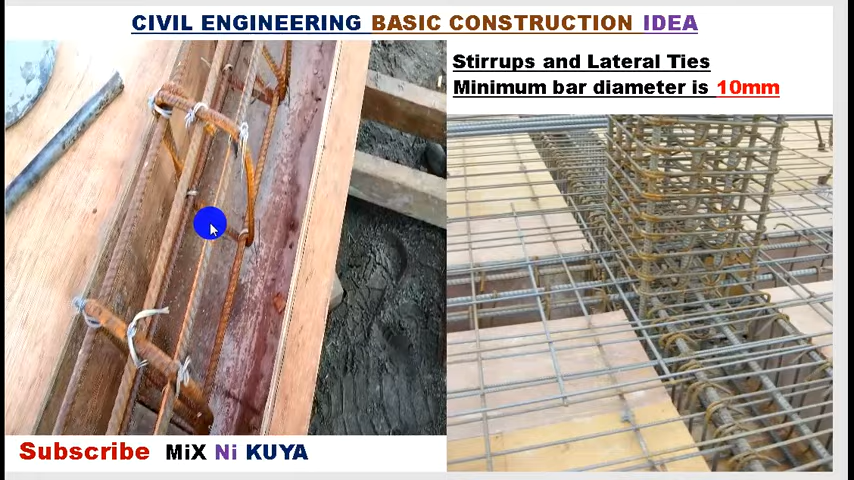 CIVIL ENGINEERING BASIC CONSTRUCTION IDEA
Stirrups and Lateral Ties
Minimum bar diameter is 10mm
Subscribe MiX Ni KUYA